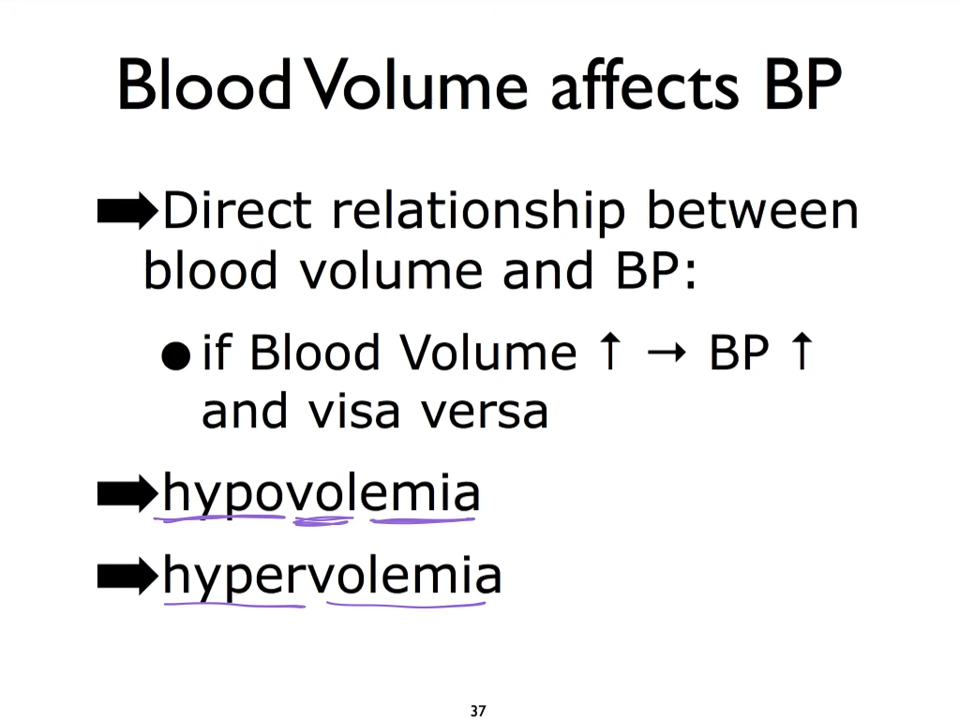 Blood Volume affects BP
➡Direct relationship between
blood volume and BP:
●if Blood Volume ↑ → BP ↑
and visa versa
➡hypovolemia
➡hypervolemia
37